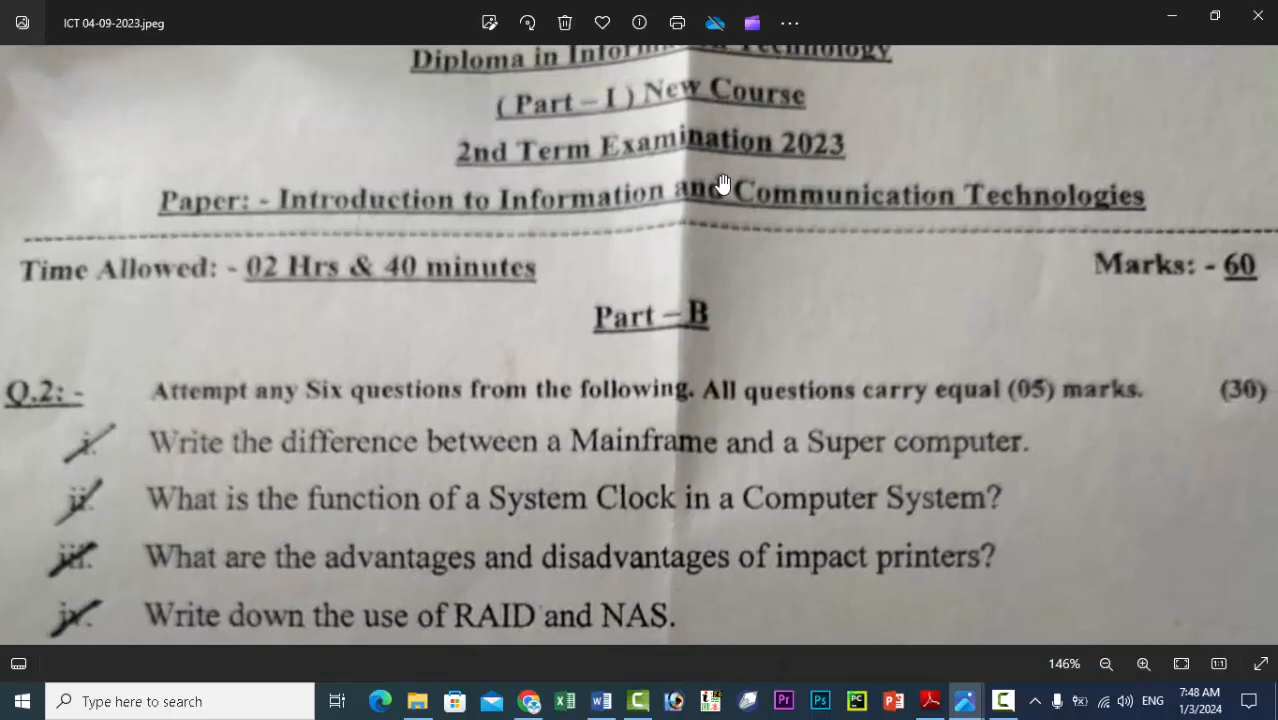 ICT 04-09-2023.jpeg
Diploma in Information Technology
( Part – I ) New Course
2nd Term Examination 2023
Paper: - Introduction to Information and Communication Technologies
Time Allowed: - 02 Hrs & 40 minutes Marks: - 60
Part – B
Q.2: - Attempt any Six questions from the following. All questions carry equal (05) marks. (30)
i. Write the difference between a Mainframe and a Super computer.
ii. What is the function of a System Clock in a Computer System?
iii. What are the advantages and disadvantages of impact printers?
iv. Write down the use of RAID and NAS.
146%
Type here to search
Pr Ps PC
ENG
7:48 AM
1/3/2024